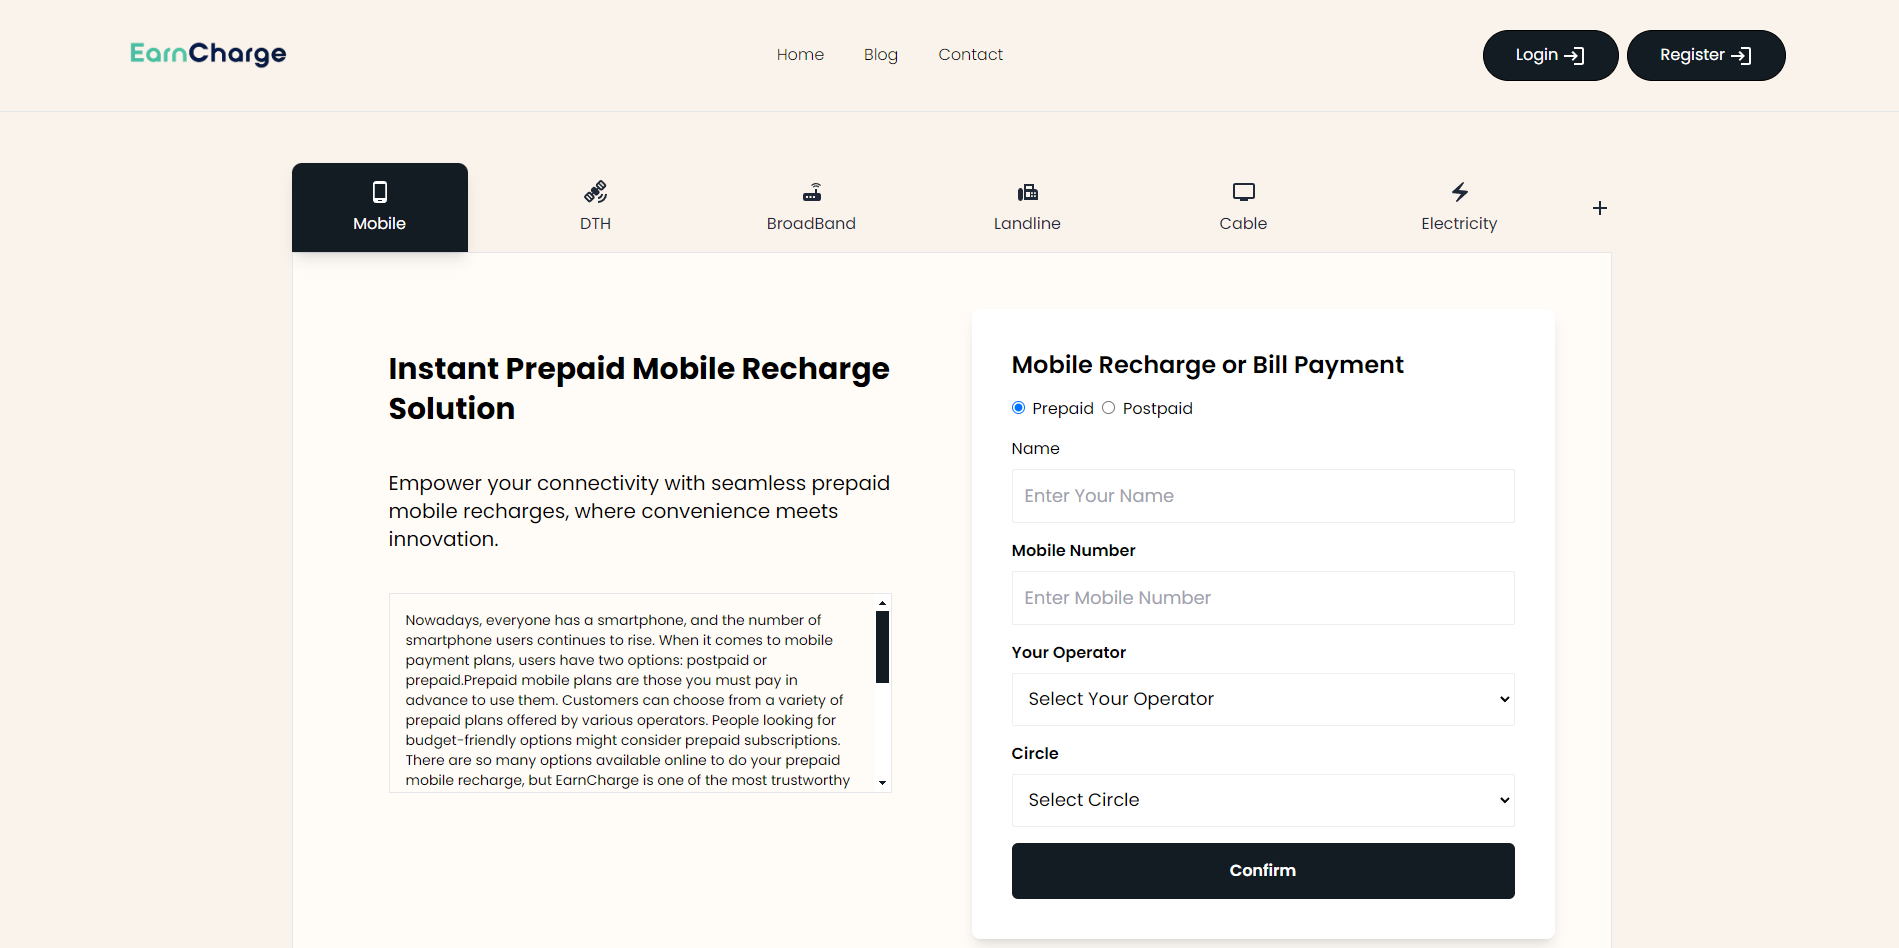 EarnCharge
Home Blog Contact
Login Register
Mobile DTH BroadBand Landline Cable Electricity +
Instant Prepaid Mobile Recharge
Solution
Empower your connectivity with seamless prepaid
mobile recharges, where convenience meets
innovation.
Nowadays, everyone has a smartphone, and the number of
smartphone users continues to rise. When it comes to mobile
payment plans, users have two options: postpaid or
prepaid.Prepaid mobile plans are those you must pay in
advance to use them. Customers can choose from a variety of
prepaid plans offered by various operators. People looking for
budget-friendly options might consider prepaid subscriptions.
There are so many options available online to do your prepaid
mobile recharge, but EarnCharge is one of the most trustworthy
Mobile Recharge or Bill Payment
Prepaid Postpaid
Name
Enter Your Name
Mobile Number
Enter Mobile Number
Your Operator
Select Your Operator
Circle
Select Circle
Confirm